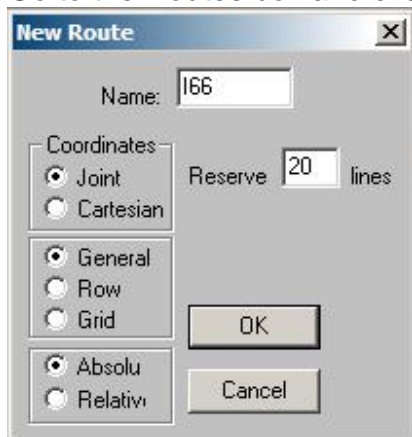 New Route
Name: I66
Coordinates
Joint
Reserve 20 lines
Cartesian
General
Row
Grid
OK
Absolu
Cancel
Relativ